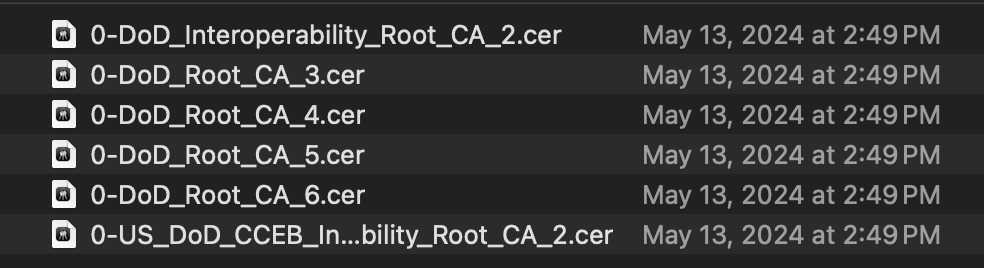 0-DoD_Interoperability_Root_CA_2.cer May 13, 2024 at 2:49 PM
0-DoD_Root_CA_3.cer May 13, 2024 at 2:49 PM
0-DoD_Root_CA_4.cer May 13, 2024 at 2:49 PM
0-DoD_Root_CA_5.cer May 13, 2024 at 2:49 PM
0-DoD_Root_CA_6.cer May 13, 2024 at 2:49 PM
0-US_DoD_CCEB_In...bility_Root_CA_2.cer May 13, 2024 at 2:49 PM